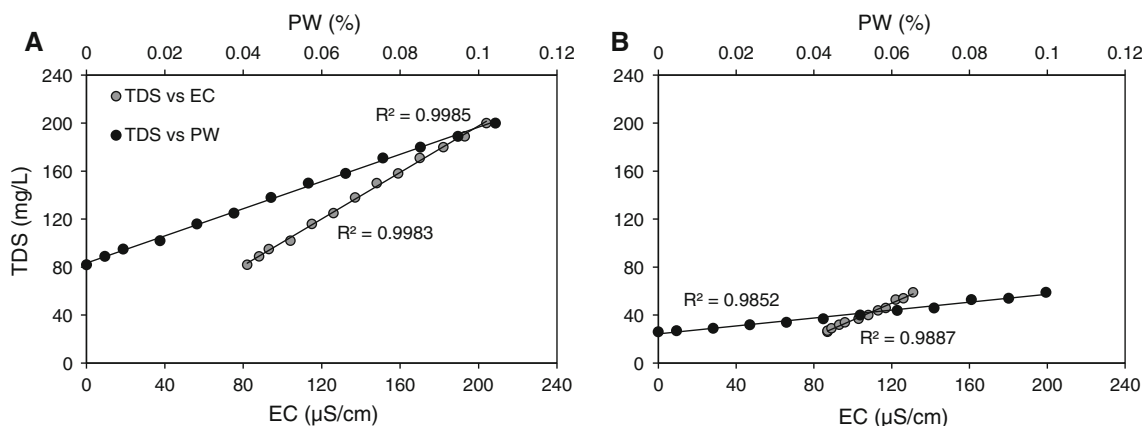 PW (%)
PW (%)
A
0 0.02 0.04 0.06 0.08 0.1 0.12
B
0 0.02 0.04 0.06 0.08 0.1 0.12
240
200
160
120
80
40
0
TDS (mg/L)
TDS vs EC
TDS vs PW
R² = 0.9985
R² = 0.9983
0 40 80 120 160 200 240
EC (µS/cm)
240
200
160
120
80
40
0
R² = 0.9852
R² = 0.9887
0 40 80 120 160 200 240
EC (µS/cm)